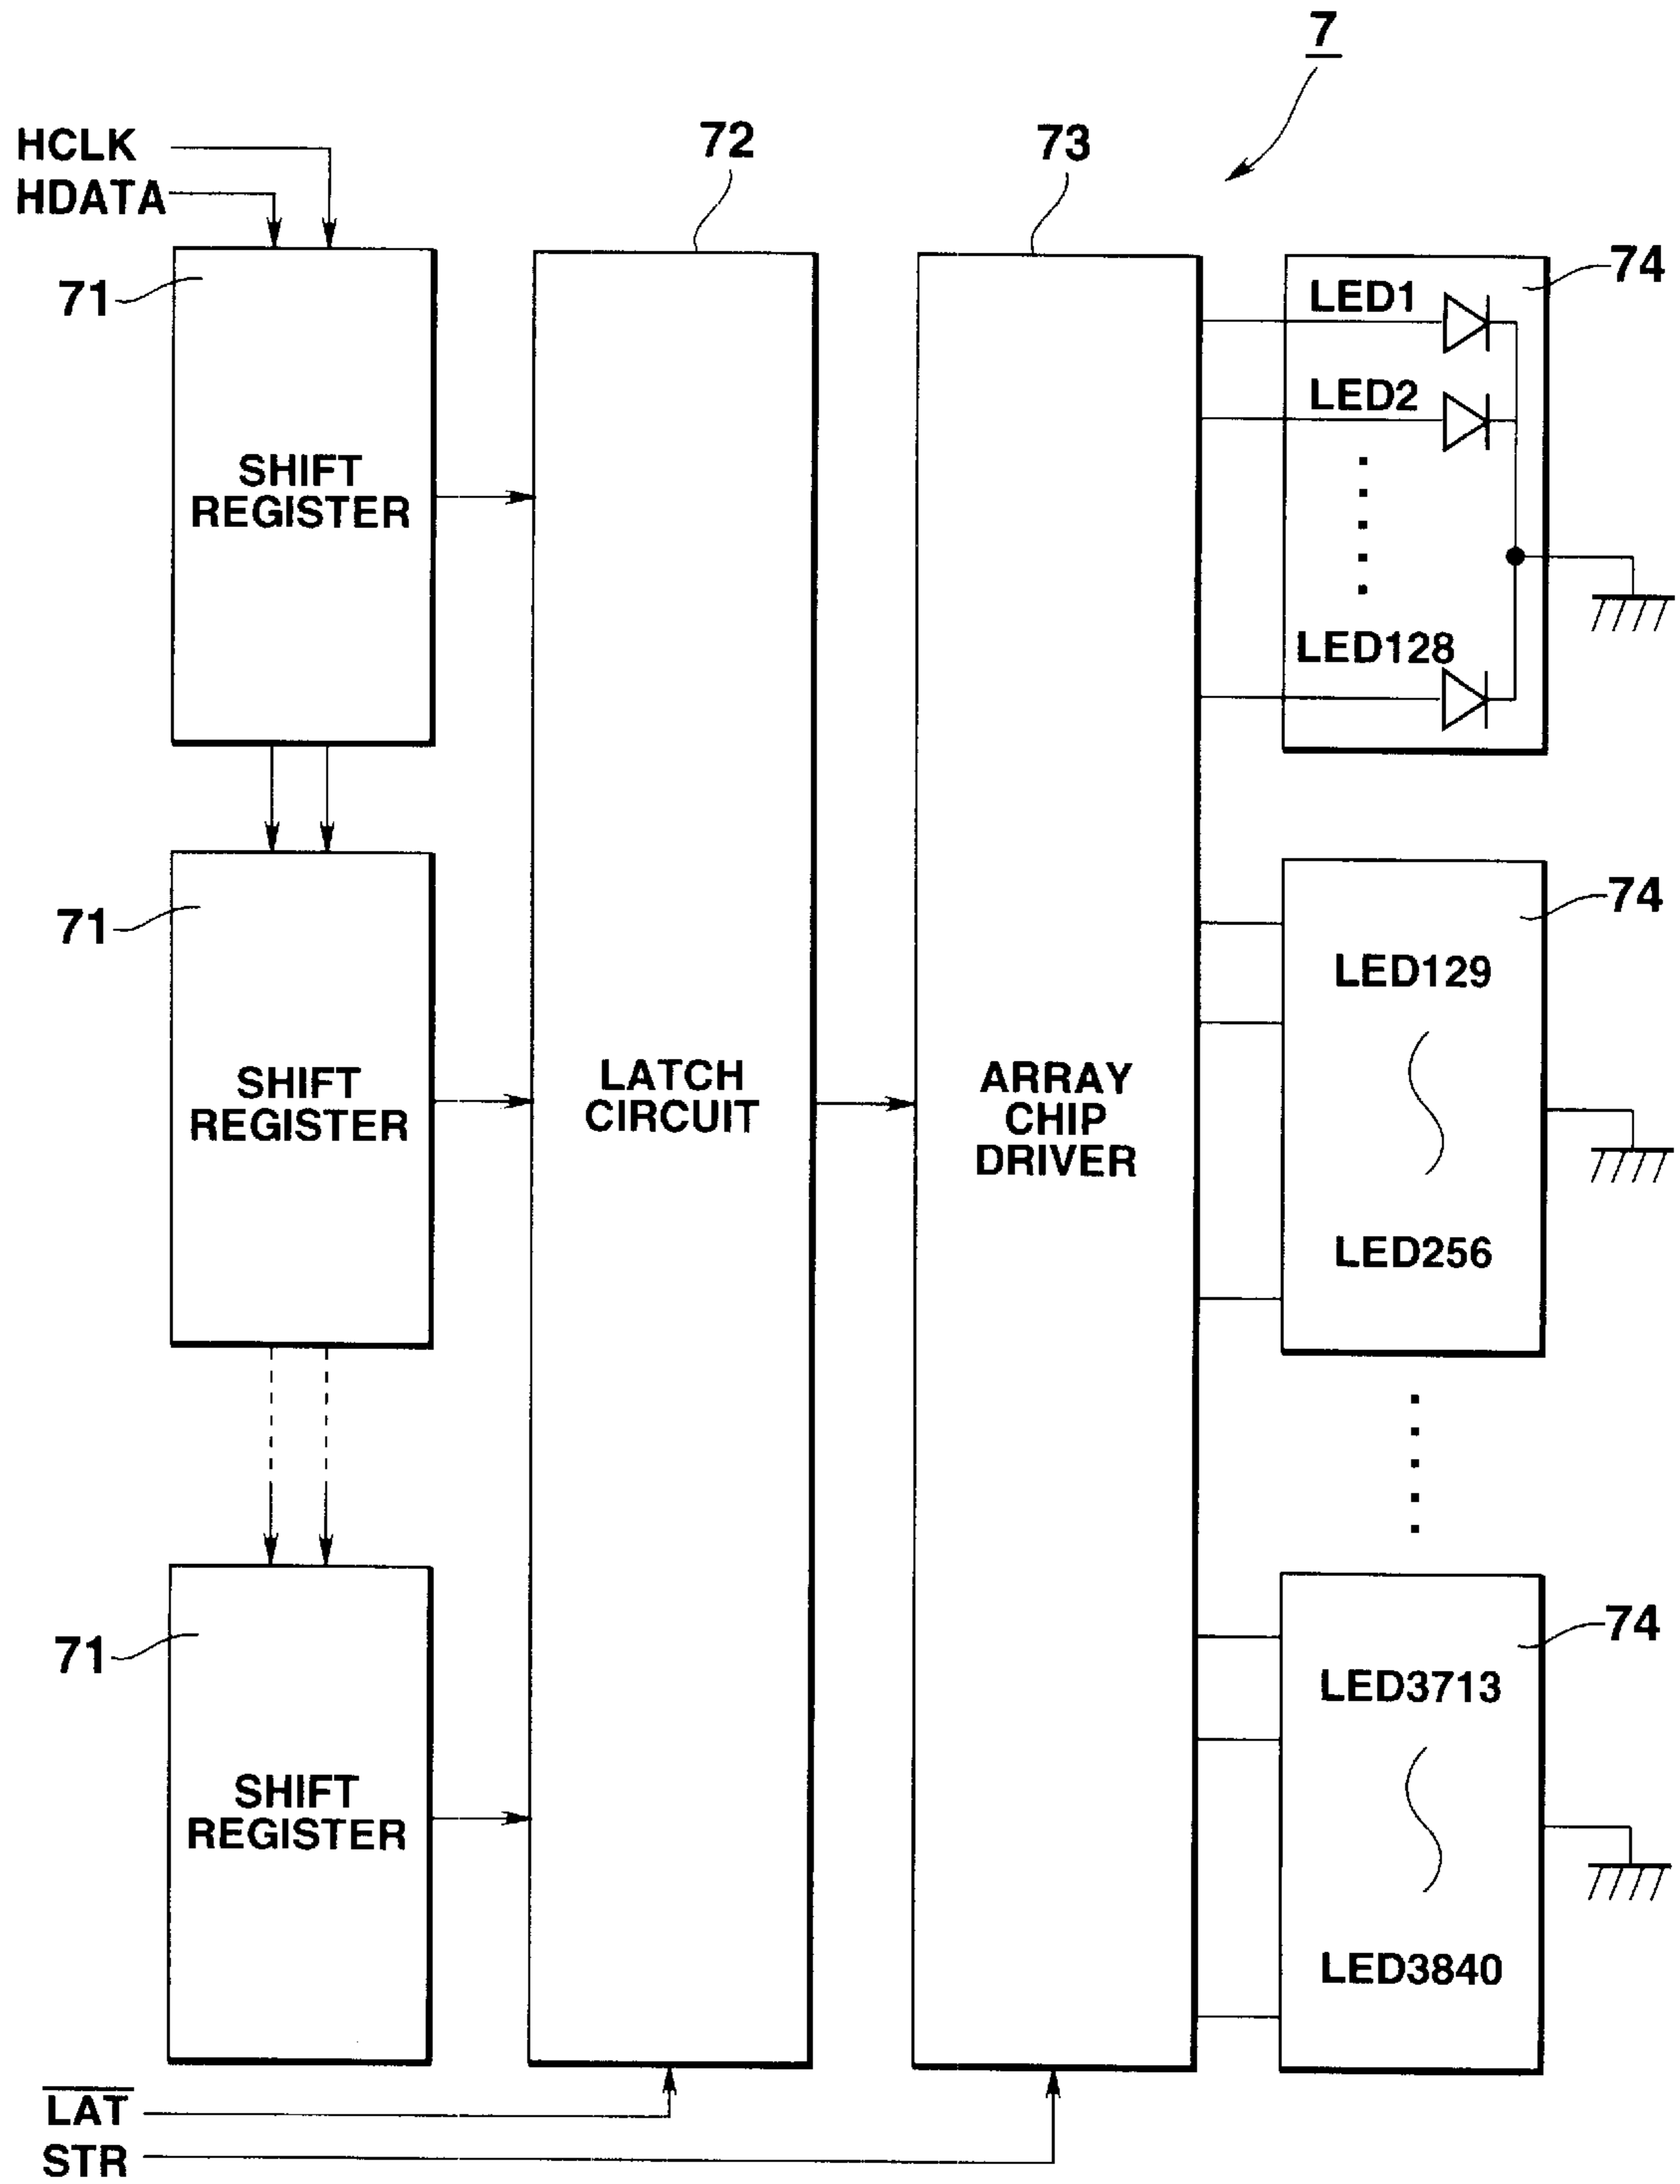 7
HCLK
HDATA
72
73
71
74
LED1
LED2
SHIFT
REGISTER
LED128
71
74
LED129
SHIFT
REGISTER
LATCH
CIRCUIT
ARRAY
CHIP
DRIVER
LED256
71
74
LED3713
SHIFT
REGISTER
LED3840
LAT
STR